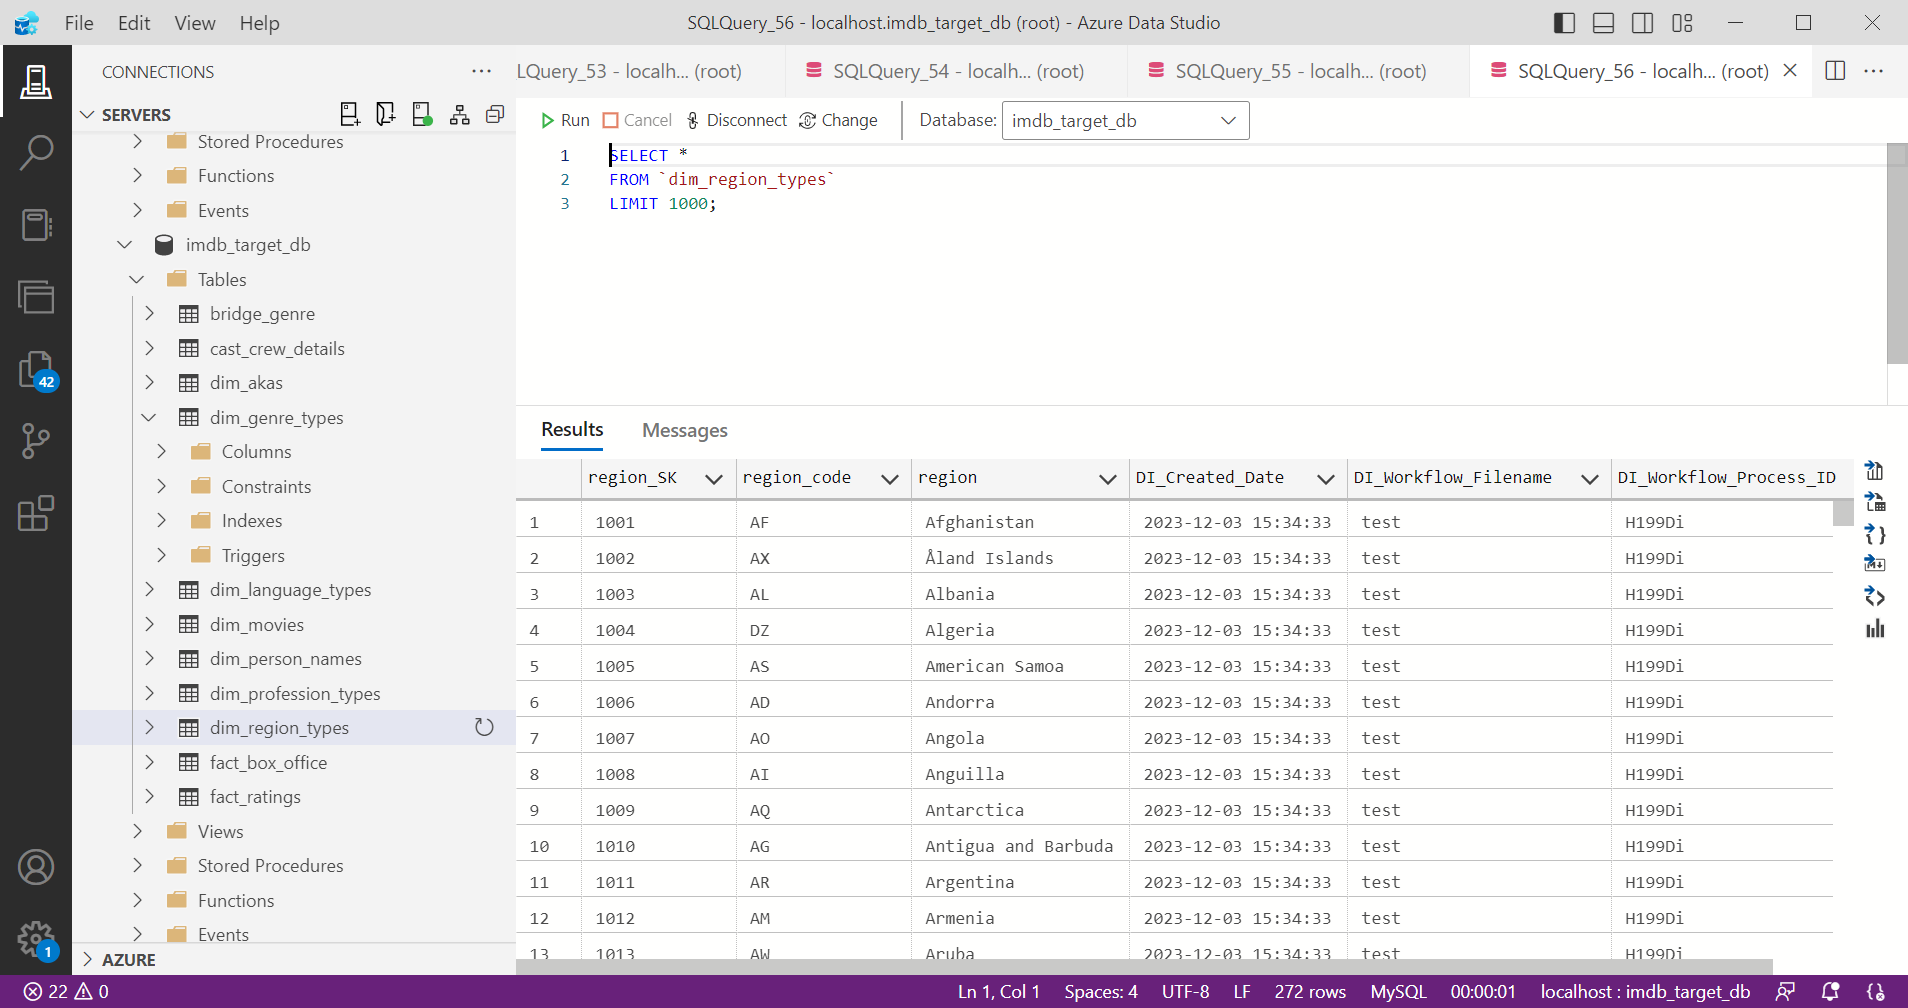 File Edit View Help
SQLQuery_56 - localhost.imdb_target_db (root) - Azure Data Studio
CONNECTIONS
SERVERS
Stored Procedures
Functions
Events
imdb_target_db
Tables
bridge_genre
cast_crew_details
dim_akas
dim_genre_types
Columns
Constraints
Indexes
Triggers
dim_language_types
dim_movies
dim_person_names
dim_profession_types
dim_region_types
fact_box_office
fact_ratings
Views
Stored Procedures
Functions
Events
AZURE
42
1
LQuery_53 - localh... (root) SQLQuery_54 - localh... (root) SQLQuery_55 - localh... (root) SQLQuery_56 - localh... (root)
Run Cancel Disconnect Change Database: imdb_target_db
1 SELECT *
2 FROM `dim_region_types`
3 LIMIT 1000;
Results Messages
region_SK region_code region DI_Created_Date DI_Workflow_Filename DI_Workflow_Process_ID
1 1001 AF Afghanistan 2023-12-03 15:34:33 test H199Di
2 1002 AX Åland Islands 2023-12-03 15:34:33 test H199Di
3 1003 AL Albania 2023-12-03 15:34:33 test H199Di
4 1004 DZ Algeria 2023-12-03 15:34:33 test H199Di
5 1005 AS American Samoa 2023-12-03 15:34:33 test H199Di
6 1006 AD Andorra 2023-12-03 15:34:33 test H199Di
7 1007 AO Angola 2023-12-03 15:34:33 test H199Di
8 1008 AI Anguilla 2023-12-03 15:34:33 test H199Di
9 1009 AQ Antarctica 2023-12-03 15:34:33 test H199Di
10 1010 AG Antigua and Barbuda 2023-12-03 15:34:33 test H199Di
11 1011 AR Argentina 2023-12-03 15:34:33 test H199Di
12 1012 AM Armenia 2023-12-03 15:34:33 test H199Di
13 1013 AW Aruba 2023-12-03 15:34:33 test H199Di
22 0 Ln 1, Col 1 Spaces: 4 UTF-8 LF 272 rows MySQL 00:00:01 localhost : imdb_target_db